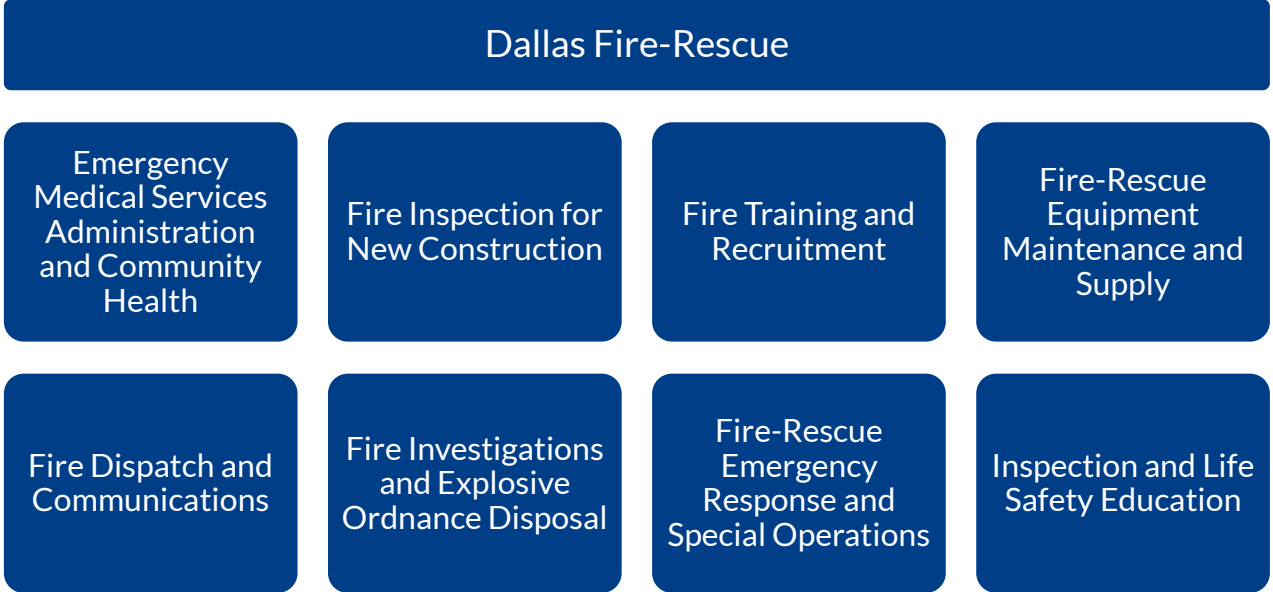 Dallas Fire-Rescue
Emergency
Medical Services
Administration
and Community
Health
Fire Inspection for
New Construction
Fire Training and
Recruitment
Fire-Rescue
Equipment
Maintenance and
Supply
Fire Dispatch and
Communications
Fire Investigations
and Explosive
Ordnance Disposal
Fire-Rescue
Emergency
Response and
Special Operations
Inspection and Life
Safety Education